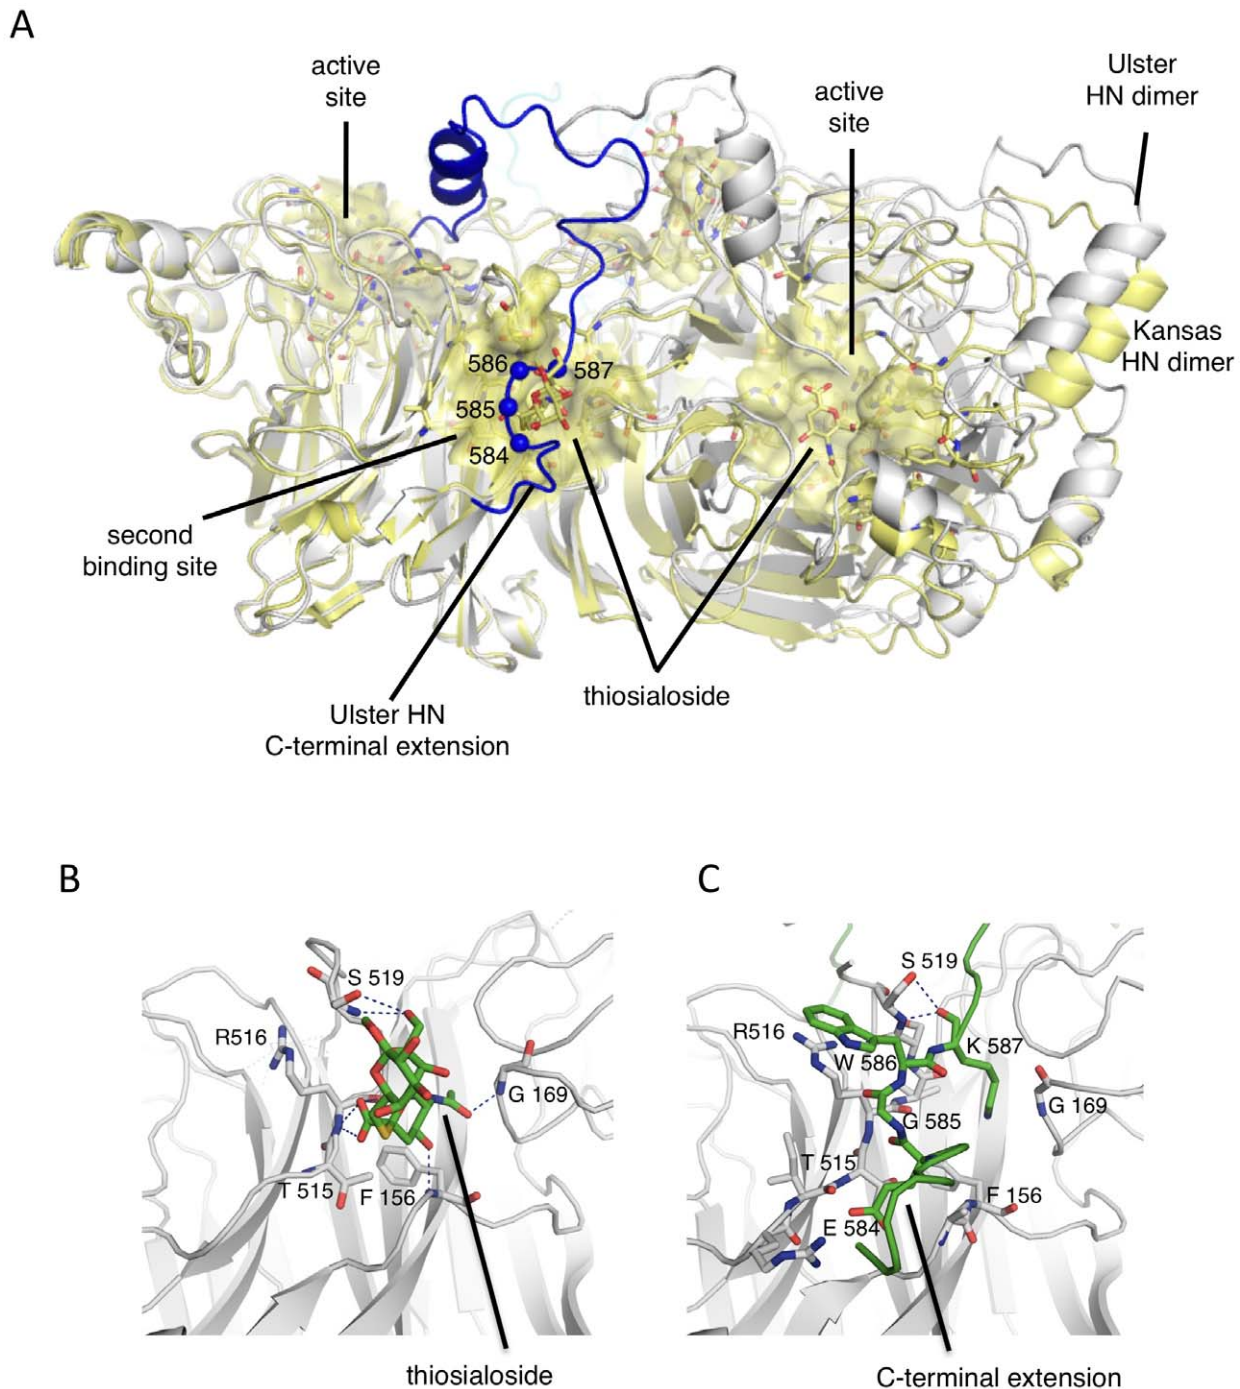 A
active
site
active
site
Ulster
HN dimer
Kansas
HN dimer
586
587
585
584
second
binding site
thiosialoside
Ulster HN
C-terminal extension
B
S 519
R516
G 169
T 515
F 156
thiosialoside
C
S 519
R516
W 586
K 587
G 169
G 585
T 515
F 156
E 584
C-terminal extension